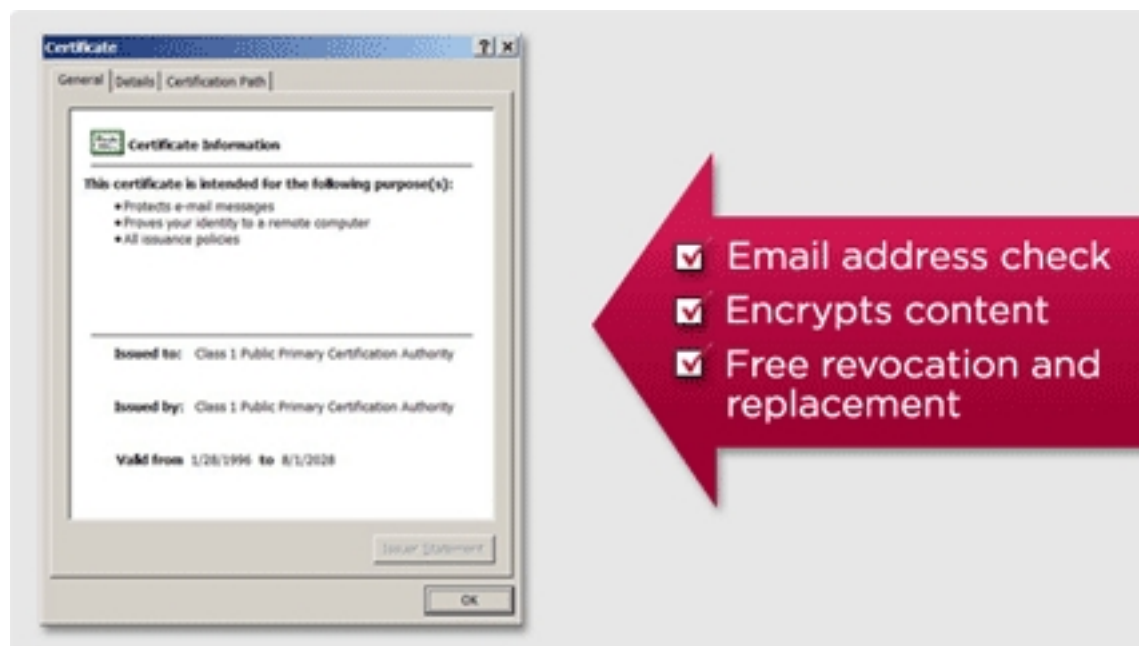 Certificate
General Details Certification Path
Certificate Information
This certificate is intended for the following purpose(s):
•Protects e-mail messages
•Proves your identity to a remote computer
•All issuance policies
Issued to: Class 1 Public Primary Certification Authority
Issued by: Class 1 Public Primary Certification Authority
Valid from 1/28/1996 to 8/1/2028
Issuer Statement
OK
Email address check
Encrypts content
Free revocation and
replacement